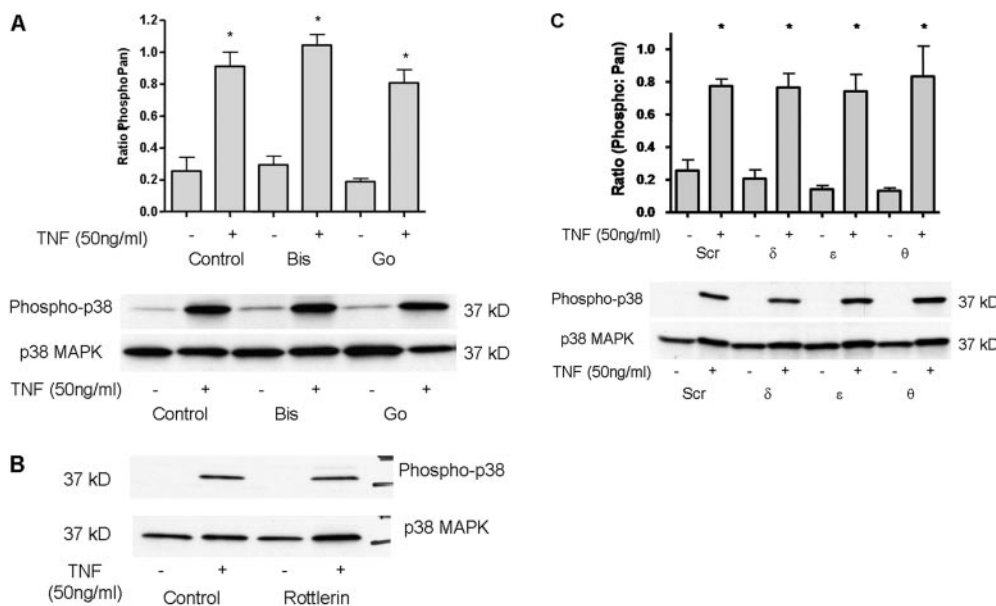 A
Ratio (Phospho Pan)
1.2
1.0
0.8
0.6
0.4
0.2
0.0
* * *
TNF (50ng/ml) - + - + - +
Control Bis Go
Phospho-p38 37 kD
p38 MAPK 37 kD
TNF (50ng/ml) - + - + - +
Control Bis Go
B
37 kD Phospho-p38
37 kD p38 MAPK
TNF - + - +
(50ng/ml) Control Rottlerin
C
Ratio (Phospho: Pan)
1.0
0.8
0.6
0.4
0.2
0.0
* * * *
TNF (50ng/ml) - + - + - + - +
Scr δ ε θ
Phospho-p38 37 kD
p38 MAPK 37 kD
TNF (50ng/ml) - + - + - + - +
Scr δ ε θ